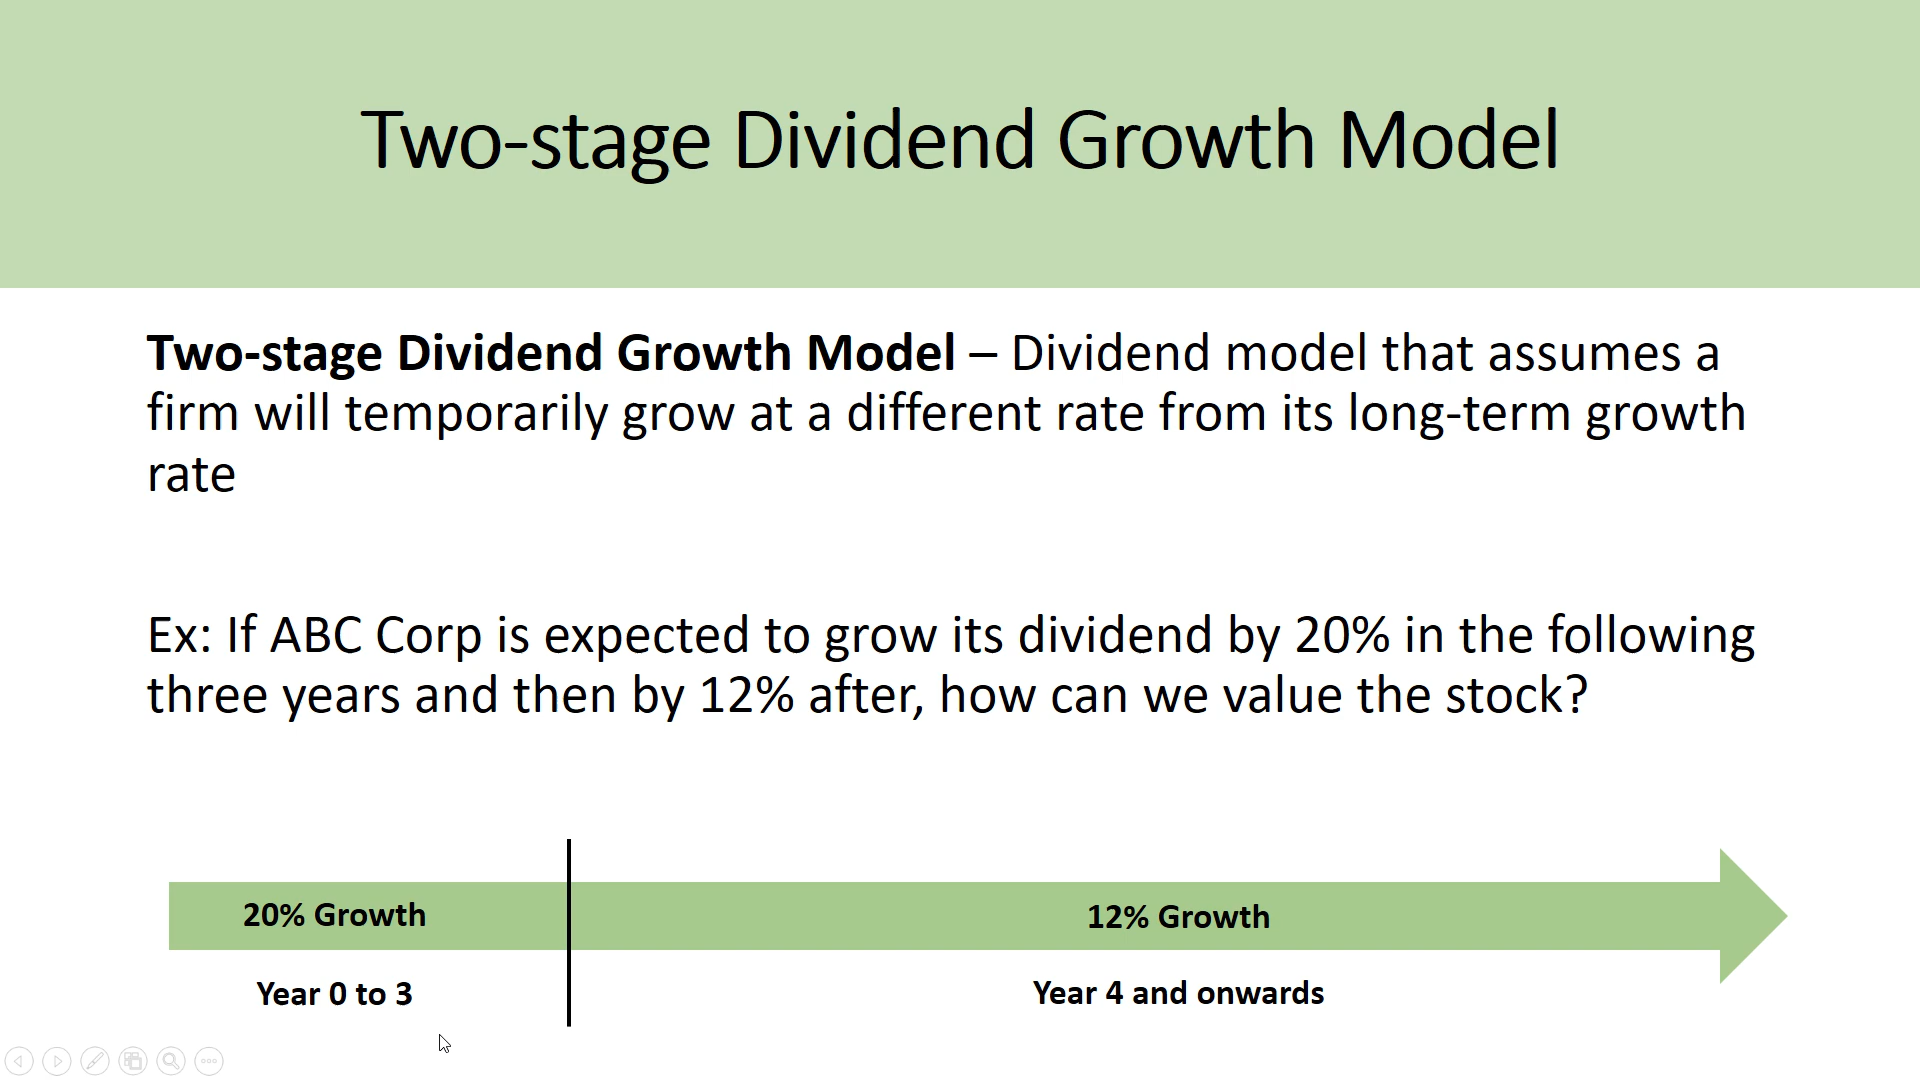 Two-stage Dividend Growth Model
Two-stage Dividend Growth Model – Dividend model that assumes a
firm will temporarily grow at a different rate from its long-term growth
rate
Ex: If ABC Corp is expected to grow its dividend by 20% in the following
three years and then by 12% after, how can we value the stock?
20% Growth
12% Growth
Year 0 to 3
Year 4 and onwards